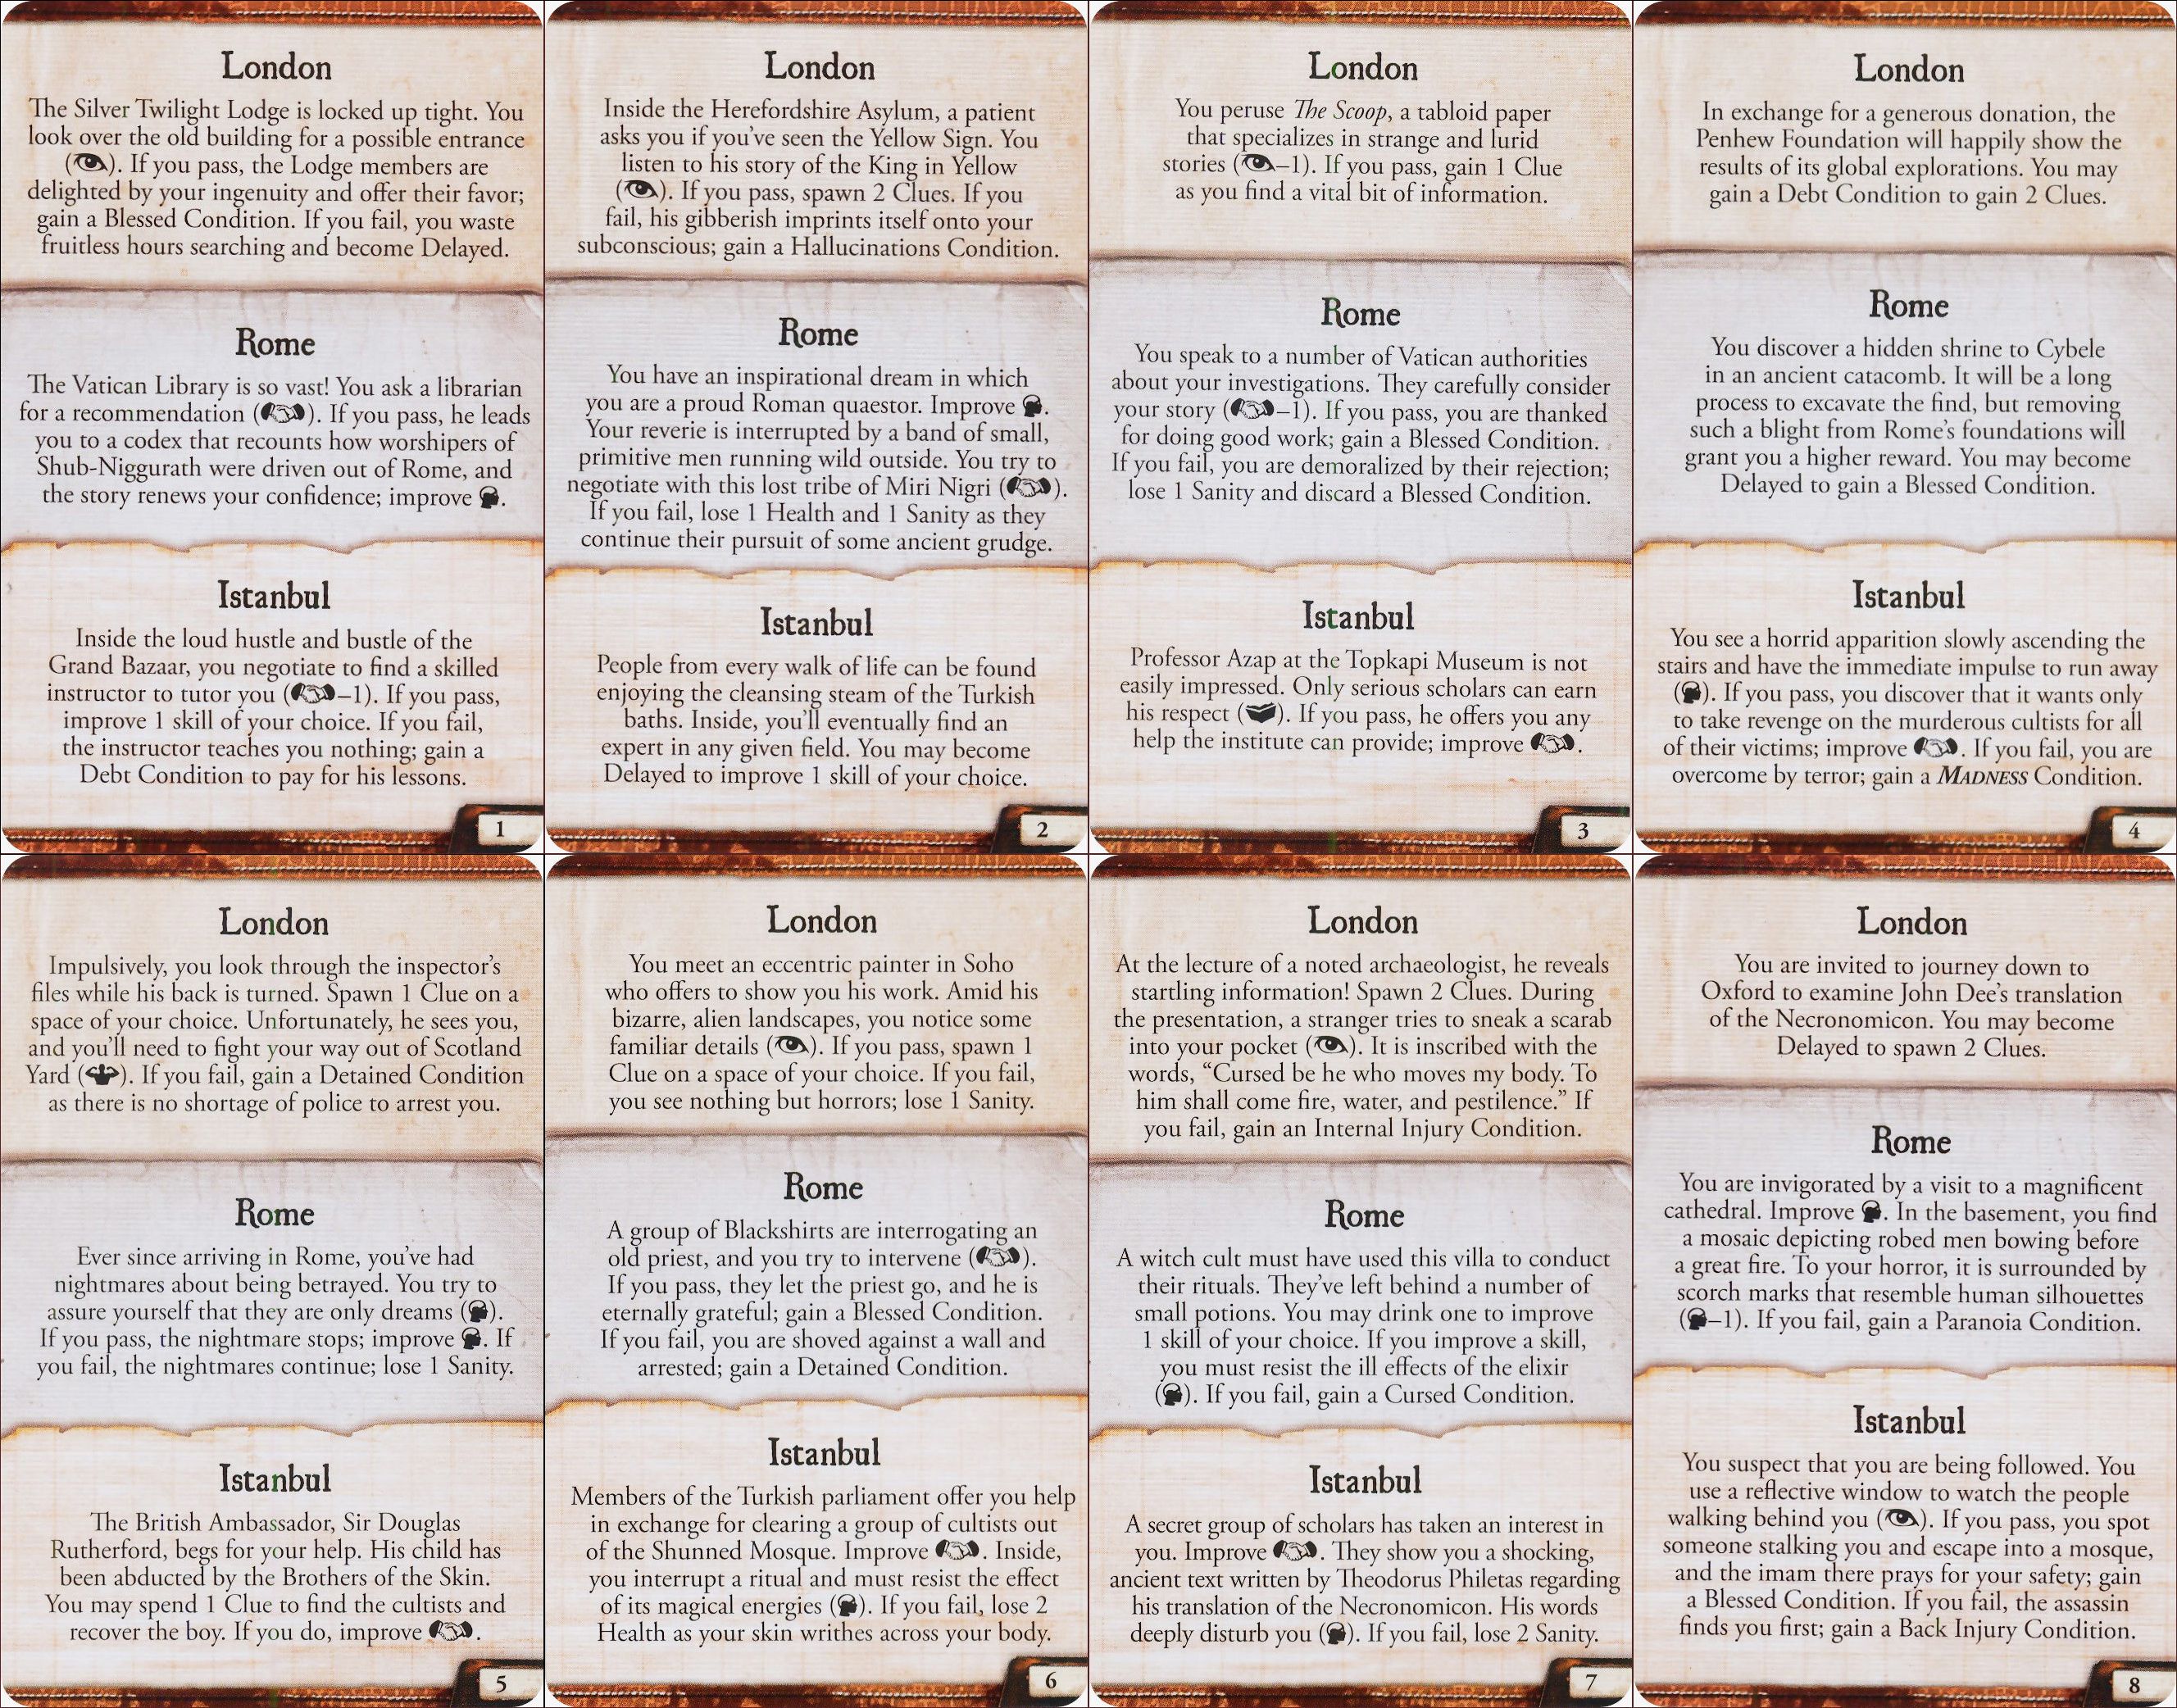 London
The Silver Twilight Lodge is locked up tight. You
look over the old building for a possible entrance
(). If you pass, the Lodge members are
delighted by your ingenuity and offer their favor;
gain a Blessed Condition. If you fail, you waste
fruitless hours searching and become Delayed.
Rome
The Vatican Library is so vast! You ask a librarian
for a recommendation (). If you pass, he leads
you to a codex that recounts how worshipers of
Shub-Niggurath were driven out of Rome, and
the story renews your confidence; improve .
Istanbul
Inside the loud hustle and bustle of the
Grand Bazaar, you negotiate to find a skilled
instructor to tutor you (–1). If you pass,
improve 1 skill of your choice. If you fail,
the instructor teaches you nothing; gain a
Debt Condition to pay for his lessons.
1
London
Inside the Herefordshire Asylum, a patient
asks you if you've seen the Yellow Sign. You
listen to his story of the King in Yellow
(). If you pass, spawn 2 Clues. If you
fail, his gibberish imprints itself onto your
subconscious; gain a Hallucinations Condition.
Rome
You have an inspirational dream in which
you are a proud Roman quaestor. Improve .
Your reverie is interrupted by a band of small,
primitive men running wild outside. You try to
negotiate with this lost tribe of Miri Nigri ().
If you fail, lose 1 Health and 1 Sanity as they
continue their pursuit of some ancient grudge.
Istanbul
People from every walk of life can be found
enjoying the cleansing steam of the Turkish
baths. Inside, you'll eventually find an
expert in any given field. You may become
Delayed to improve 1 skill of your choice.
2
London
You peruse The Scoop, a tabloid paper
that specializes in strange and lurid
stories (–1). If you pass, gain 1 Clue
as you find a vital bit of information.
Rome
You speak to a number of Vatican authorities
about your investigations. They carefully consider
your story (–1). If you pass, you are thanked
for doing good work; gain a Blessed Condition.
If you fail, you are demoralized by their rejection;
lose 1 Sanity and discard a Blessed Condition.
Istanbul
Professor Azap at the Topkapi Museum is not
easily impressed. Only serious scholars can earn
his respect (). If you pass, he offers you any
help the institute can provide; improve .
3
London
In exchange for a generous donation, the
Penhew Foundation will happily show the
results of its global explorations. You may
gain a Debt Condition to gain 2 Clues.
Rome
You discover a hidden shrine to Cybele
in an ancient catacomb. It will be a long
process to excavate the find, but removing
such a blight from Rome's foundations will
grant you a higher reward. You may become
Delayed to gain a Blessed Condition.
Istanbul
You see a horrid apparition slowly ascending the
stairs and have the immediate impulse to run away
(). If you pass, you discover that it wants only
to take revenge on the murderous cultists for all
of their victims; improve . If you fail, you are
overcome by terror; gain a MADNESS Condition.
4
London
Impulsively, you look through the inspector's
files while his back is turned. Spawn 1 Clue on a
space of your choice. Unfortunately, he sees you,
and you'll need to fight your way out of Scotland
Yard (). If you fail, gain a Detained Condition
as there is no shortage of police to arrest you.
Rome
Ever since arriving in Rome, you've had
nightmares about being betrayed. You try to
assure yourself that they are only dreams ().
If you pass, the nightmare stops; improve . If
you fail, the nightmares continue; lose 1 Sanity.
Istanbul
The British Ambassador, Sir Douglas
Rutherford, begs for your help. His child has
been abducted by the Brothers of the Skin.
You may spend 1 Clue to find the cultists and
recover the boy. If you do, improve .
5
London
You meet an eccentric painter in Soho
who offers to show you his work. Amid his
bizarre, alien landscapes, you notice some
familiar details (). If you pass, spawn 1
Clue on a space of your choice. If you fail,
you see nothing but horrors; lose 1 Sanity.
Rome
A group of Blackshirts are interrogating an
old priest, and you try to intervene ().
If you pass, they let the priest go, and he is
eternally grateful; gain a Blessed Condition.
If you fail, you are shoved against a wall and
arrested; gain a Detained Condition.
Istanbul
Members of the Turkish parliament offer you help
in exchange for clearing a group of cultists out
of the Shunned Mosque. Improve . Inside,
you interrupt a ritual and must resist the effect
of its magical energies (). If you fail, lose 2
Health as your skin writhes across your body.
6
London
At the lecture of a noted archaeologist, he reveals
startling information! Spawn 2 Clues. During
the presentation, a stranger tries to sneak a scarab
into your pocket (). It is inscribed with the
words, “Cursed be he who moves my body. To
him shall come fire, water, and pestilence.” If
you fail, gain an Internal Injury Condition.
Rome
A witch cult must have used this villa to conduct
their rituals. They've left behind a number of
small potions. You may drink one to improve
1 skill of your choice. If you improve a skill,
you must resist the ill effects of the elixir
(). If you fail, gain a Cursed Condition.
Istanbul
A secret group of scholars has taken an interest in
you. Improve . They show you a shocking,
ancient text written by Theodorus Philetas regarding
his translation of the Necronomicon. His words
deeply disturb you (). If you fail, lose 2 Sanity.
7
London
You are invited to journey down to
Oxford to examine John Dee's translation
of the Necronomicon. You may become
Delayed to spawn 2 Clues.
Rome
You are invigorated by a visit to a magnificent
cathedral. Improve . In the basement, you find
a mosaic depicting robed men bowing before
a great fire. To your horror, it is surrounded by
scorch marks that resemble human silhouettes
(–1). If you fail, gain a Paranoia Condition.
Istanbul
You suspect that you are being followed. You
use a reflective window to watch the people
walking behind you (). If you pass, you spot
someone stalking you and escape into a mosque,
and the imam there prays for your safety; gain
a Blessed Condition. If you fail, the assassin
finds you first; gain a Back Injury Condition.
8